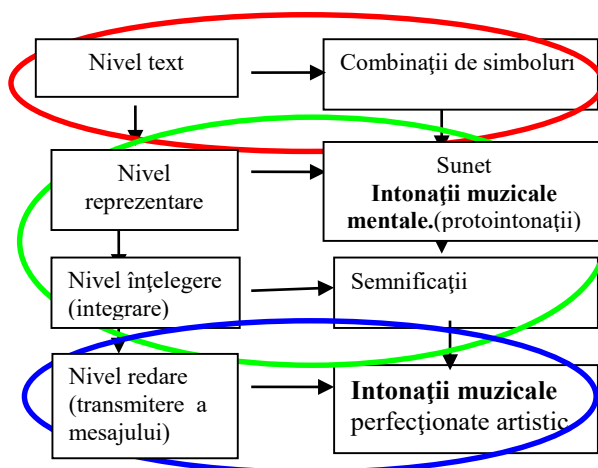 Nivel text
Combinaţii de simboluri
Nivel
reprezentare
Sunet
Intonaţii muzicale
mentale.(protointonaţii)
Nivel înţelegere
(integrare)
Semnificaţii
Nivel redare
(transmitere a
mesajului)
Intonaţii muzicale
perfecţionate artistic